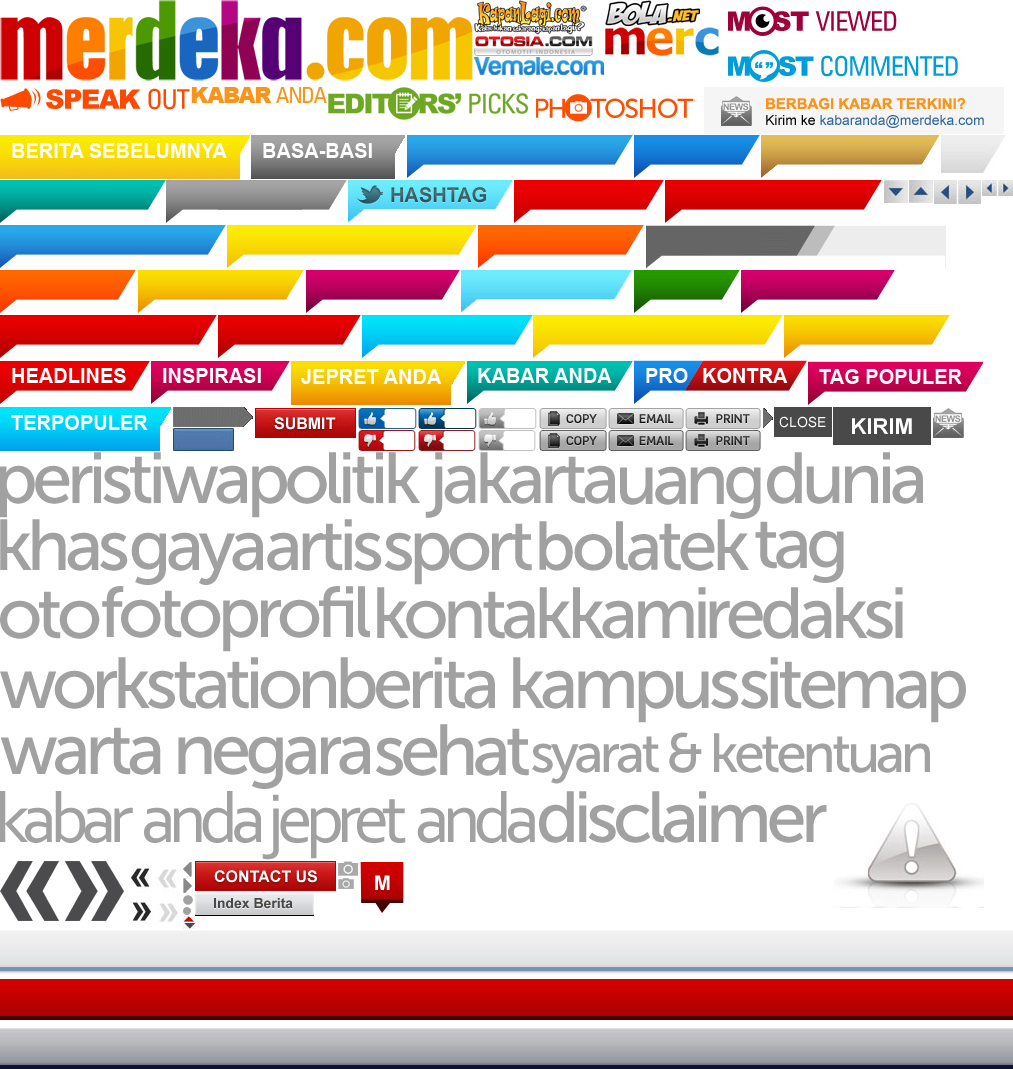 merdeka.com
KapanLagi.com
OTOSIA.COM
OTOMOTIF INDONESIA
Vemale.com
BOLA.NET
merc
MOST VIEWED
MOST COMMENTED
SPEAK OUT
KABAR ANDA
EDITORS' PICKS
PHOTOSHOT
NEWS
BERBAGI KABAR TERKINI?
Kirim ke kabaranda@merdeka.com
BERITA SEBELUMNYA
BASA-BASI
HASHTAG
HEADLINES
INSPIRASI
JEPRET ANDA
KABAR ANDA
PRO KONTRA
TAG POPULER
TERPOPULER
SUBMIT
COPY
EMAIL
PRINT
COPY
EMAIL
PRINT
CLOSE
KIRIM
NEWS
peristiwa politik jakarta uang dunia
khas gaya artis sport bola tek tag
oto foto profil kontak kami redaksi
workstation berita kampus sitemap
warta negara sehat syarat & ketentuan
kabar anda jepret anda disclaimer
CONTACT US
Index Berita
M